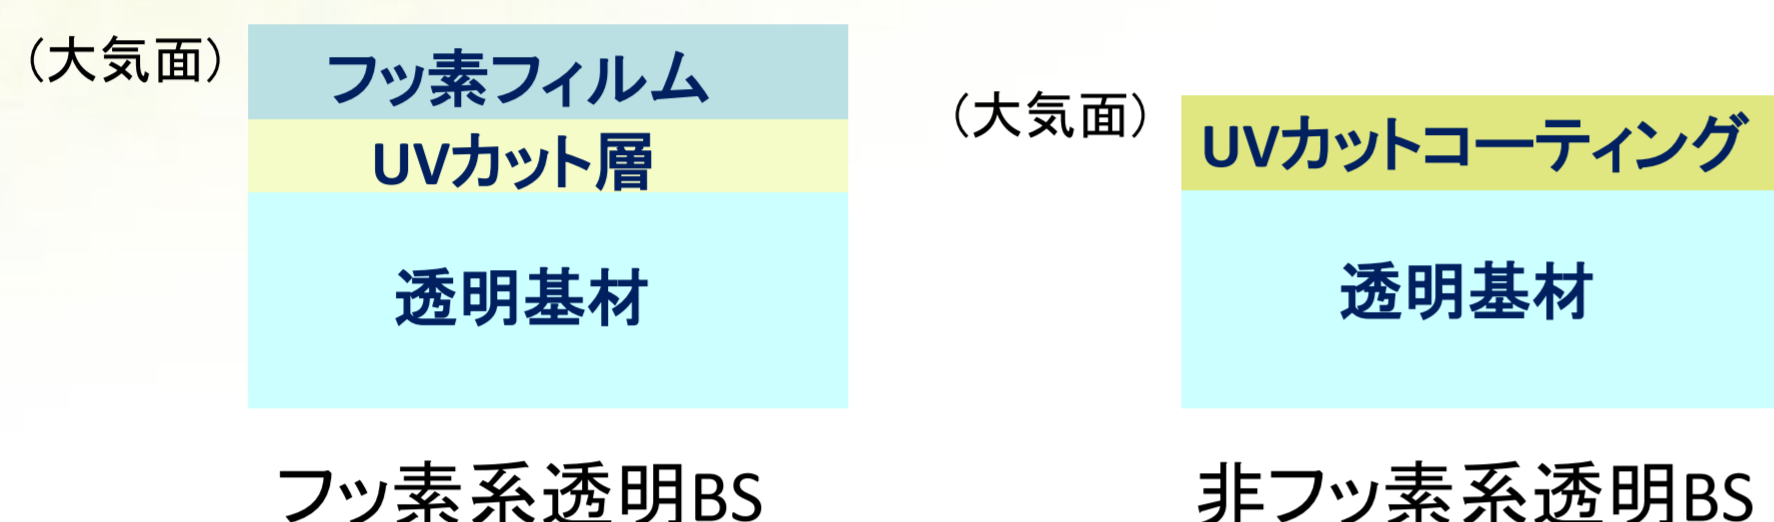 (大気面)
フッ素フィルム
UVカット層
透明基材
フッ素系透明BS
(大気面)
UVカットコーティング
透明基材
非フッ素系透明BS